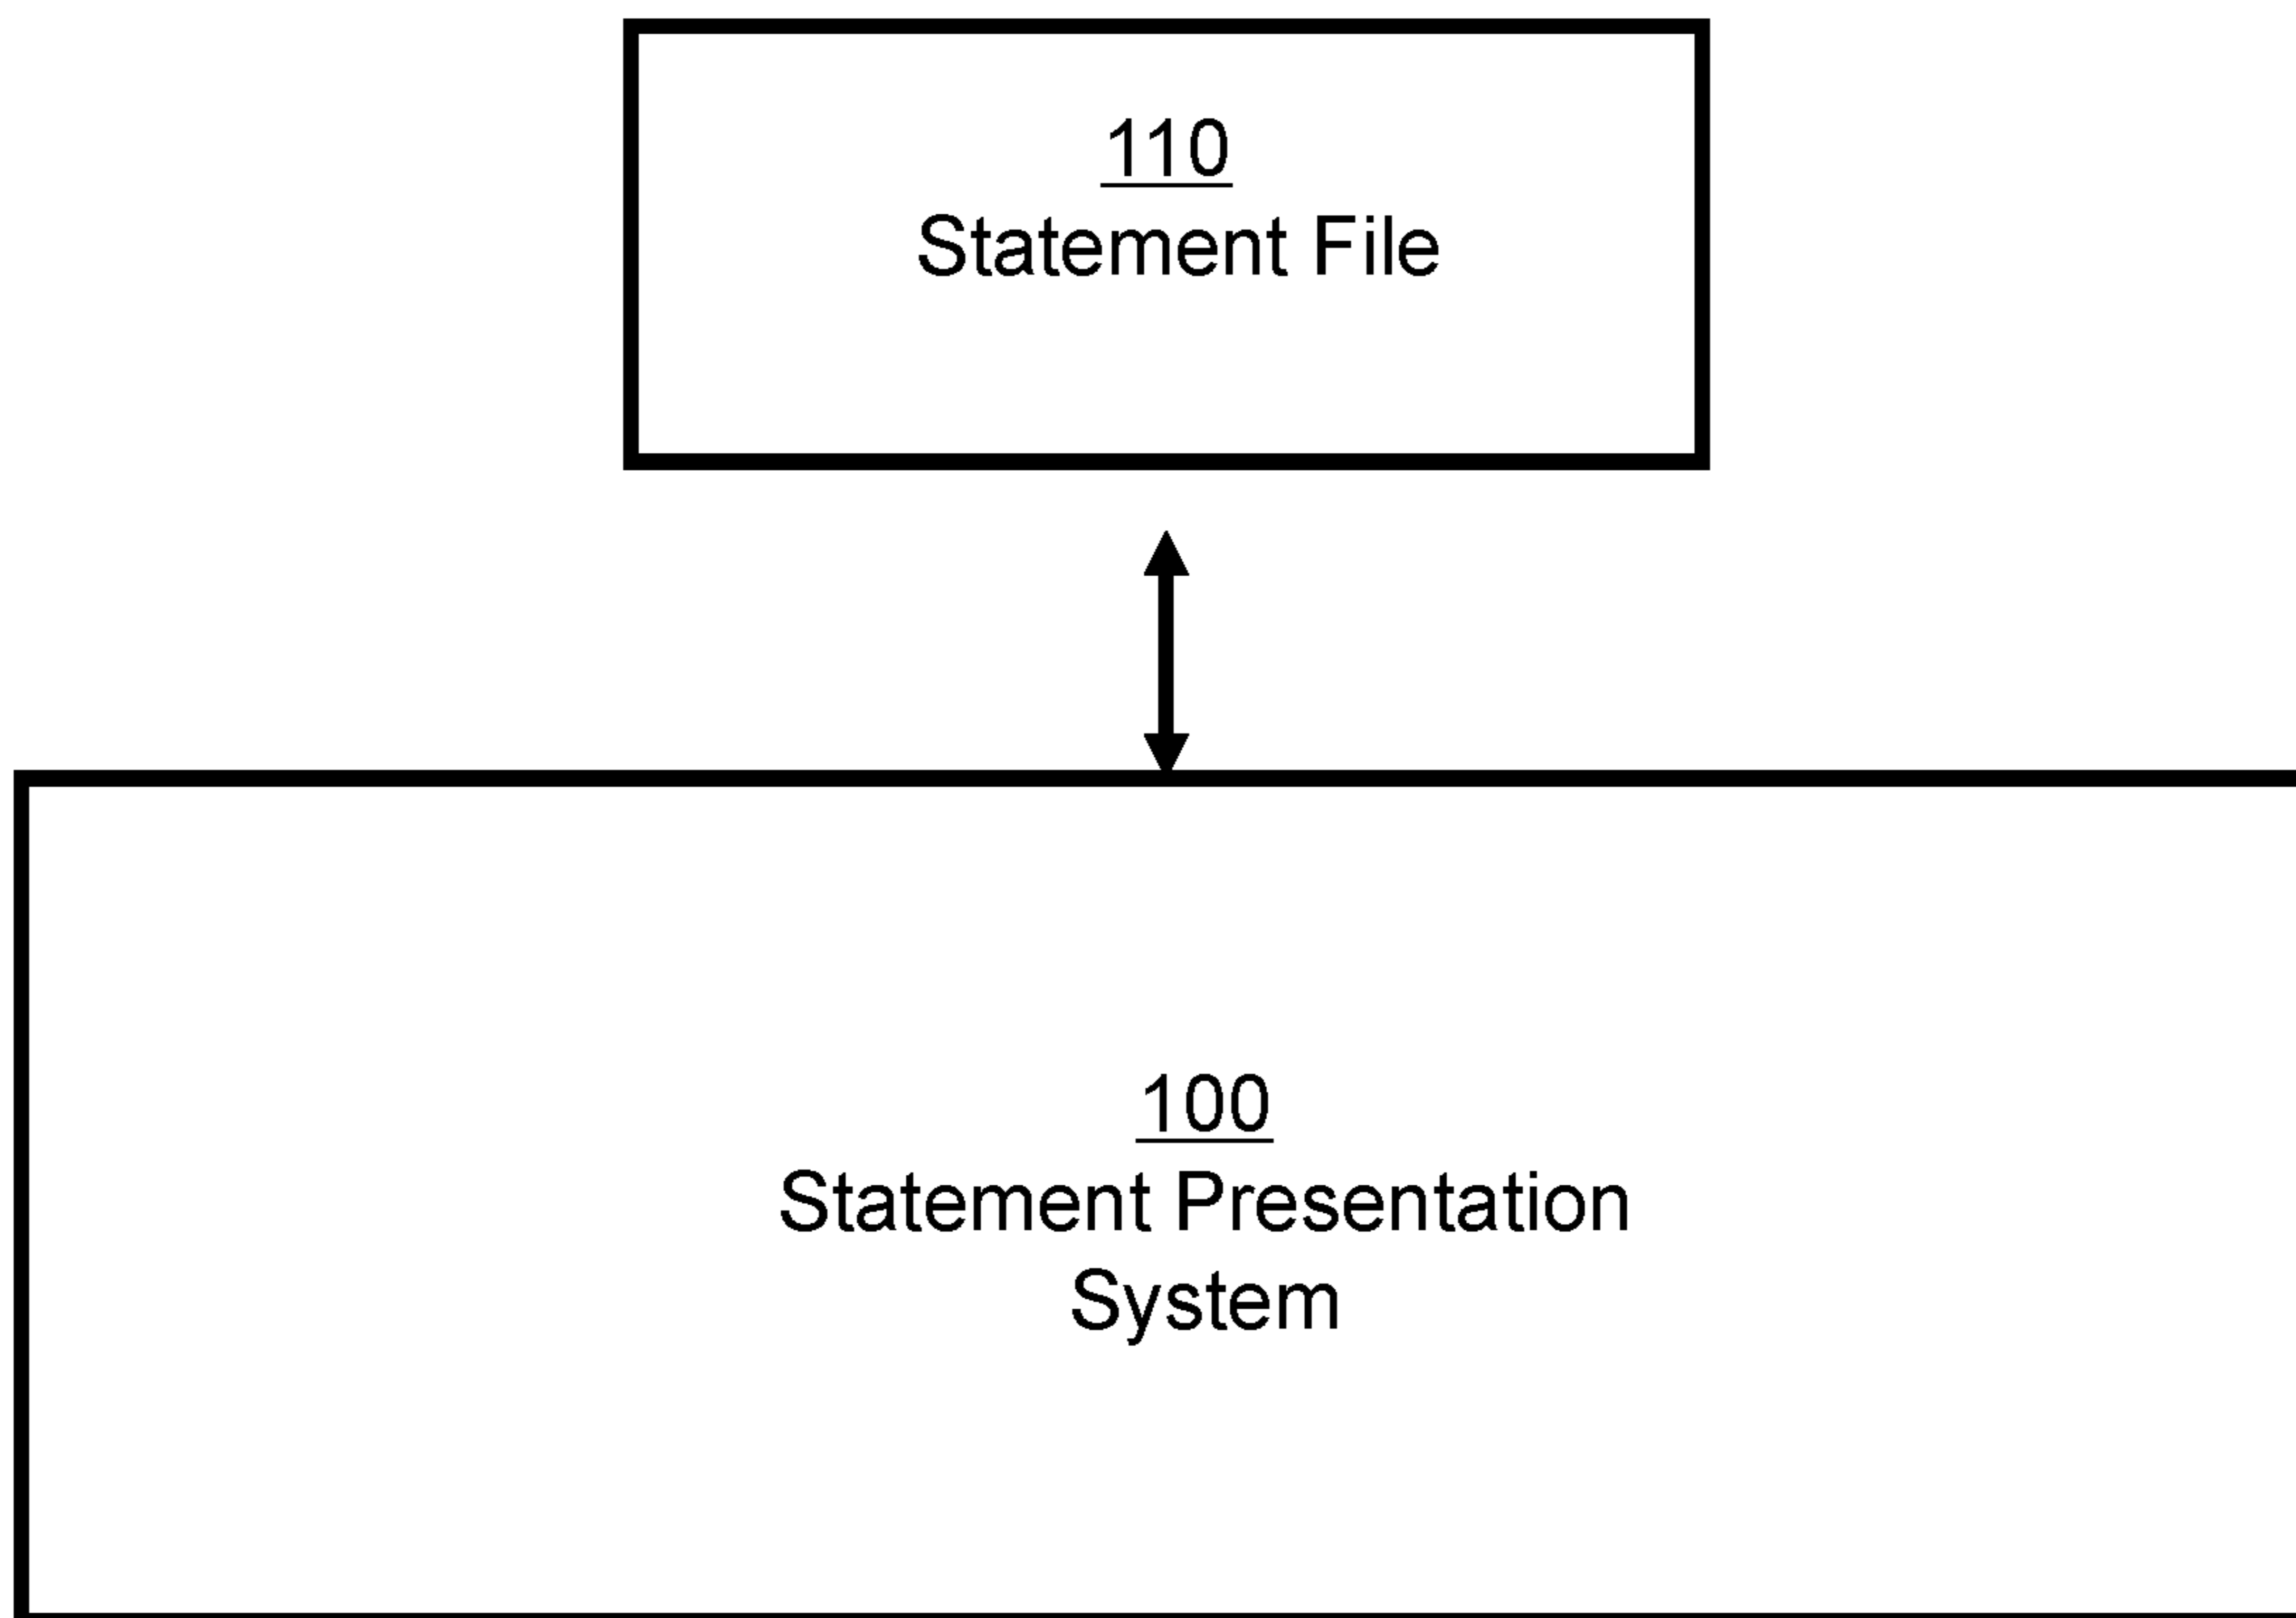 110
Statement File
100
Statement Presentation
System